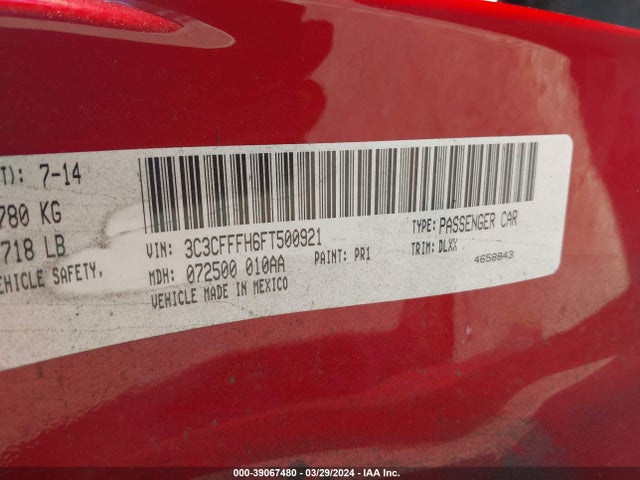 T): 7-14
780 KG
718 LB
EHICLE SAFETY,
VIN: 3C3CFFFH6FT500921
MDH: 072500 010AA
PAINT: PR1
VEHICLE MADE IN MEXICO
TYPE: PASSENGER CAR
TRIM: DLXX
4658843
000-39067480 - 03/29/2024 - IAA Inc.